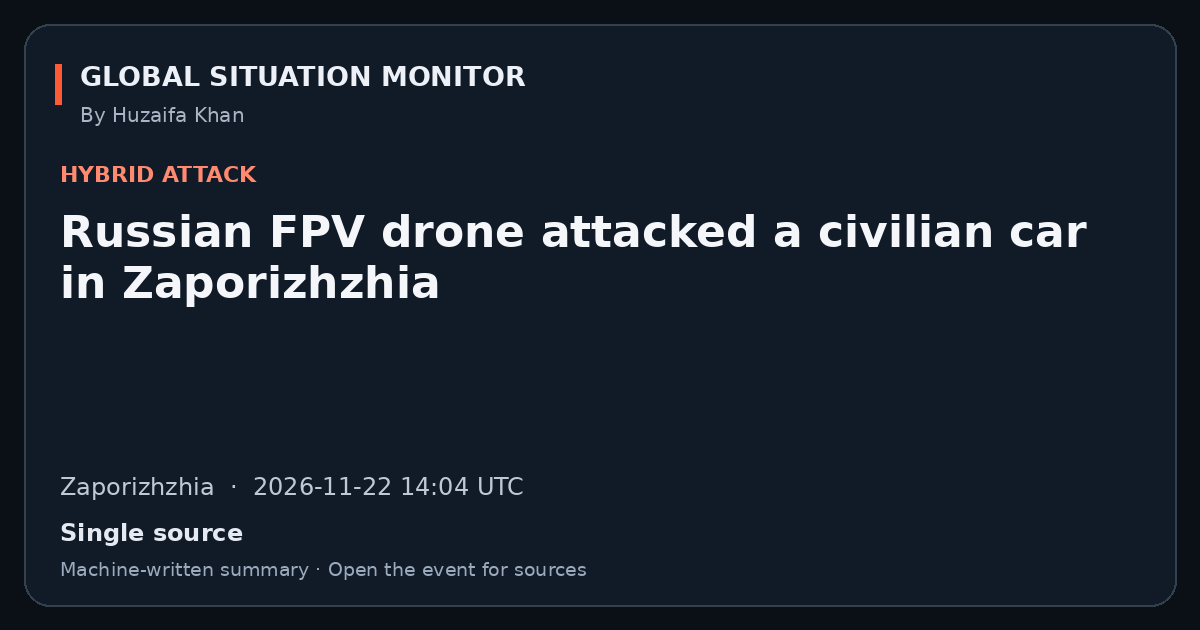 GLOBAL SITUATION MONITOR
By Huzaifa Khan
HYBRID ATTACK
Russian FPV drone attacked a civilian car
in Zaporizhzhia
Zaporizhzhia · 2026-11-22 14:04 UTC
Single source
Machine-written summary · Open the event for sources